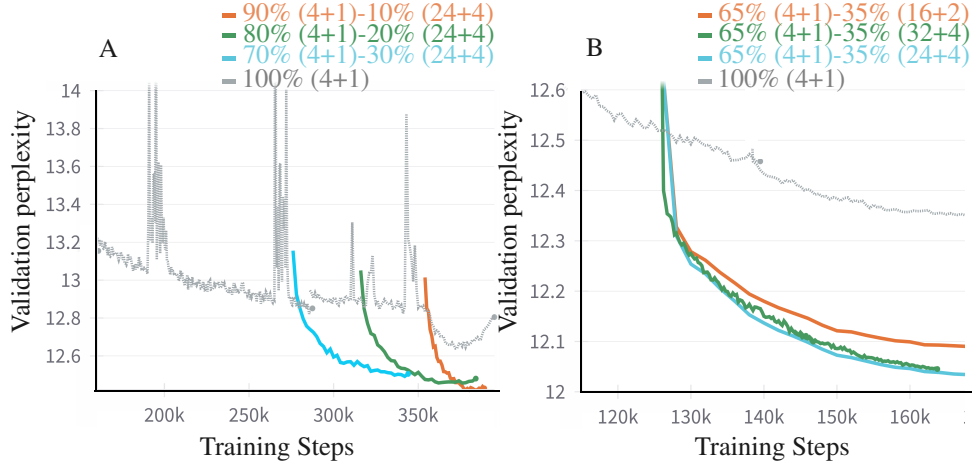 A
90% (4+1)-10% (24+4)
80% (4+1)-20% (24+4)
70% (4+1)-30% (24+4)
100% (4+1)
Validation perplexity
14
13.8
13.6
13.4
13.2
13
12.8
12.6
200k
250k
300k
350k
Training Steps
B
65% (4+1)-35% (16+2)
65% (4+1)-35% (32+4)
65% (4+1)-35% (24+4)
100% (4+1)
Validation perplexity
12.6
12.5
12.4
12.3
12.2
12.1
12
120k
130k
140k
150k
160k
Training Steps